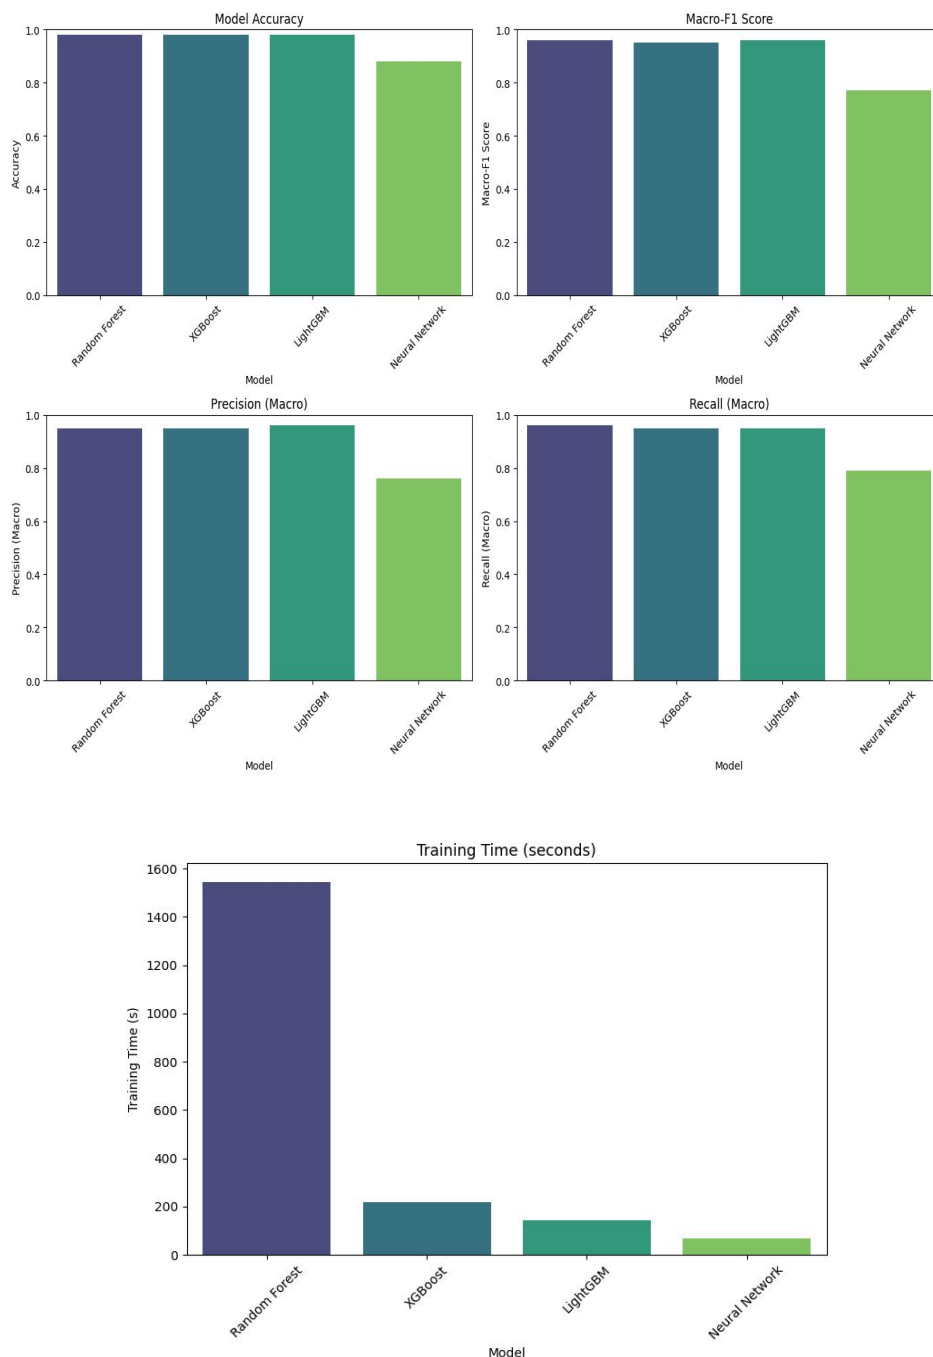 Model Accuracy
1.0
0.8
0.6
0.4
0.2
0.0
Accuracy
Random Forest
XGBoost
LightGBM
Neural Network
Model
Macro-F1 Score
1.0
0.8
0.6
0.4
0.2
0.0
Macro-F1 Score
Random Forest
XGBoost
LightGBM
Neural Network
Model
Precision (Macro)
1.0
0.8
0.6
0.4
0.2
0.0
Precision (Macro)
Random Forest
XGBoost
LightGBM
Neural Network
Model
Recall (Macro)
1.0
0.8
0.6
0.4
0.2
0.0
Recall (Macro)
Random Forest
XGBoost
LightGBM
Neural Network
Model
Training Time (seconds)
1600
1400
1200
1000
800
600
400
200
0
Training Time (s)
Random Forest
XGBoost
LightGBM
Neural Network
Model